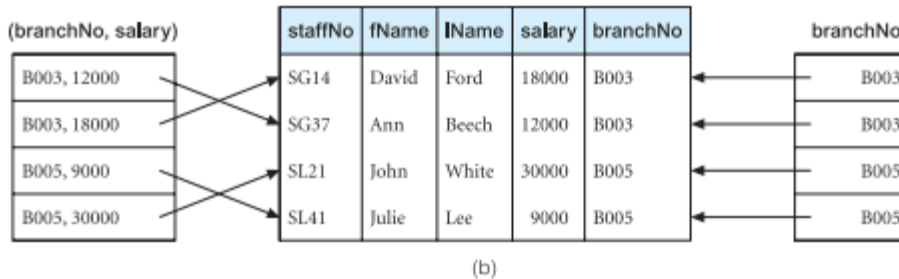 (branchNo, salary) staffNo fName lName salary branchNo branchNo
B003, 12000 SG14 David Ford 18000 B003 B003
B003, 18000 SG37 Ann Beech 12000 B003 B003
B005, 9000 SL21 John White 30000 B005 B005
B005, 30000 SL41 Julie Lee 9000 B005 B005
(b)